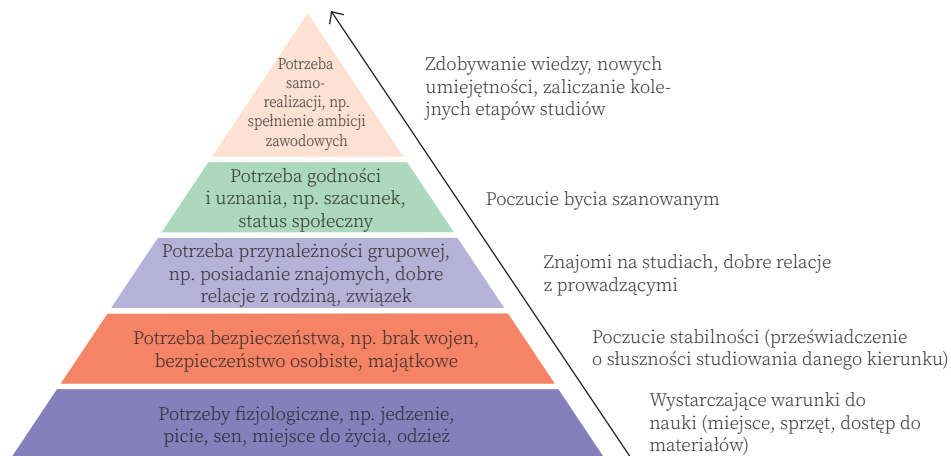 Potrzeba
samo-
realizacji, np.
spełnienie ambicji
zawodowych
Zdobywanie wiedzy, nowych
umiejętności, zaliczanie kole-
jnych etapów studiów
Potrzeba godności
i uznania, np. szacunek,
status społeczny
Poczucie bycia szanowanym
Potrzeba przynależności grupowej,
np. posiadanie znajomych, dobre
relacje z rodziną, związek
Znajomi na studiach, dobre relacje
z prowadzącymi
Potrzeba bezpieczeństwa, np. brak wojen,
bezpieczeństwo osobiste, majątkowe
Poczucie stabilności (przeświadczenie
o słuszności studiowania danego kierunku)
Potrzeby fizjologiczne, np. jedzenie,
picie, sen, miejsce do życia, odzież
Wystarczające warunki do
nauki (miejsce, sprzęt, dostęp do
materiałów)